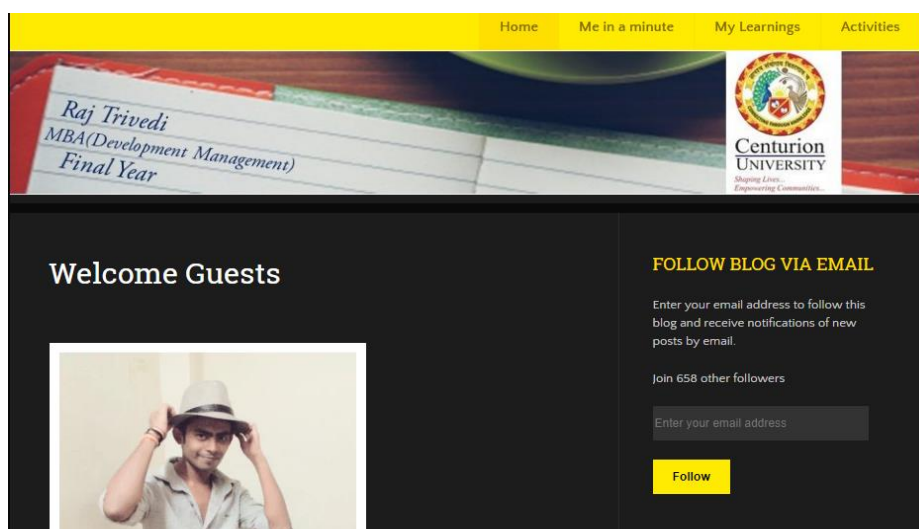 Home Me in a minute My Learnings Activities
Raj Trivedi
MBA(Development Management)
Final Year
Centurion
UNIVERSITY
Shaping Lives...
Empowering Communities...
Welcome Guests
FOLLOW BLOG VIA EMAIL
Enter your email address to follow this
blog and receive notifications of new
posts by email.
Join 658 other followers
Enter your email address
Follow